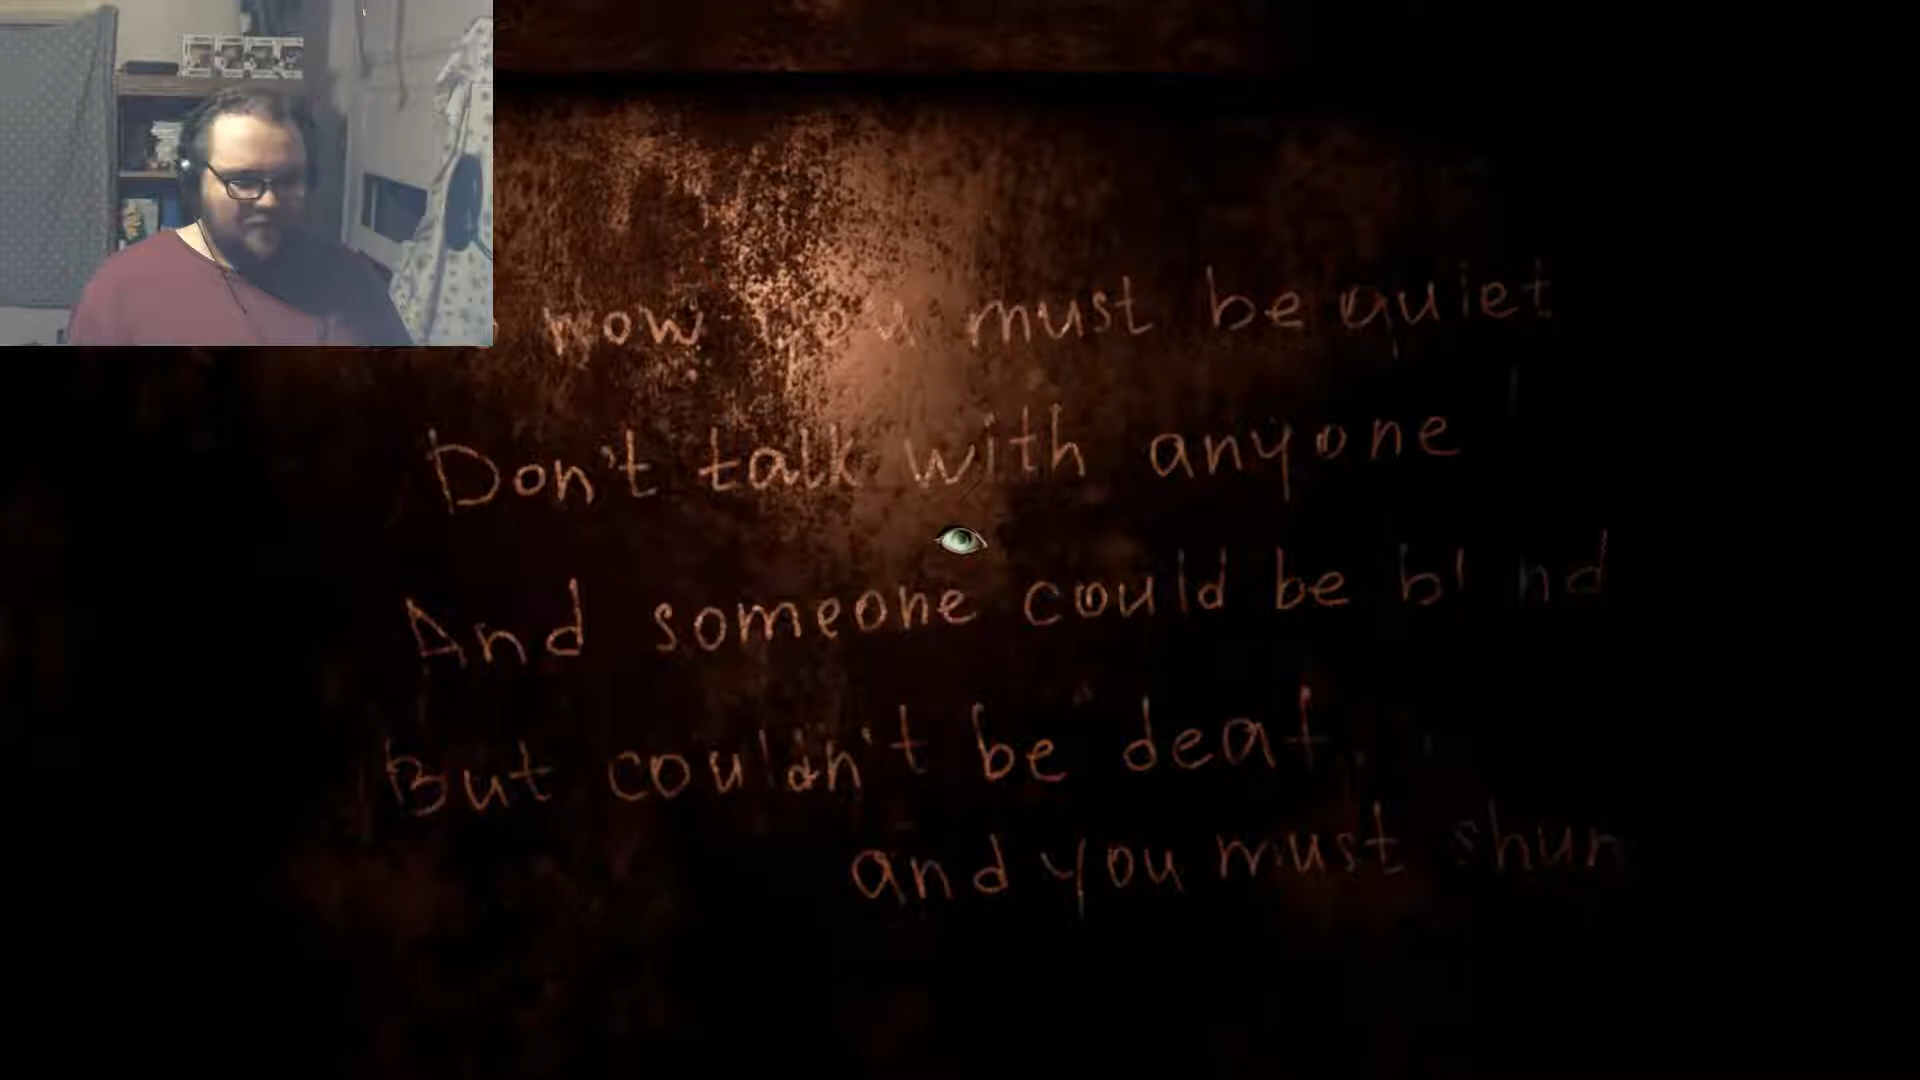 now you must be quiet
Don't talk with anyone
And someone could be blind
But couldn't be deaf
and you must shun